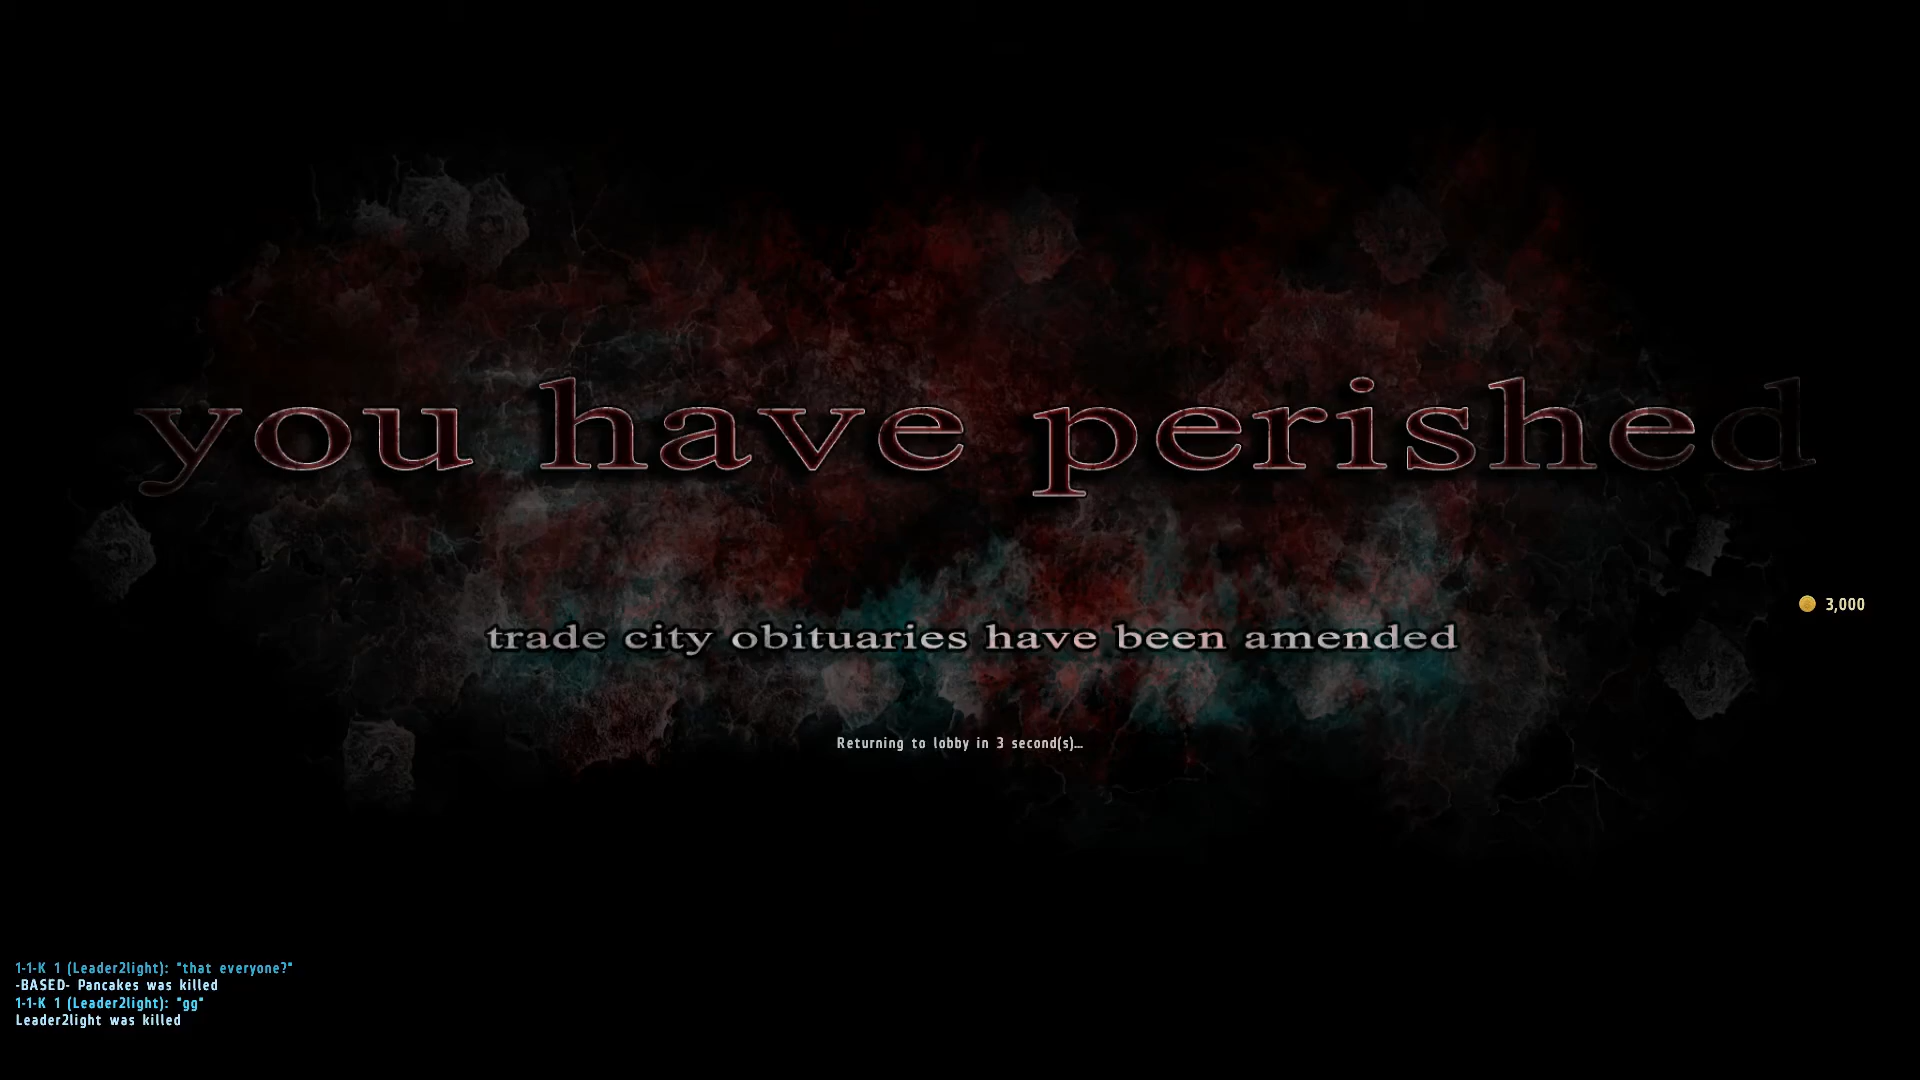 you have perished
trade city obituaries have been amended
3,000
Returning to lobby in 3 second(s)...
1-1-K 1 (Leader2light): "that everyone?"
-BASED- Pancakes was killed
1-1-K 1 (Leader2light): "gg"
Leader2light was killed